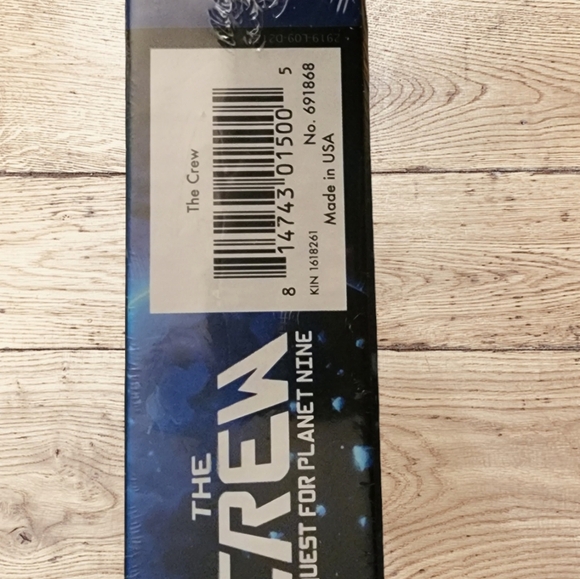 The Crew
8 14743 01500 5
KIN 1618261
No. 691868
Made in USA
THE
CREW
QUEST FOR PLANET NINE